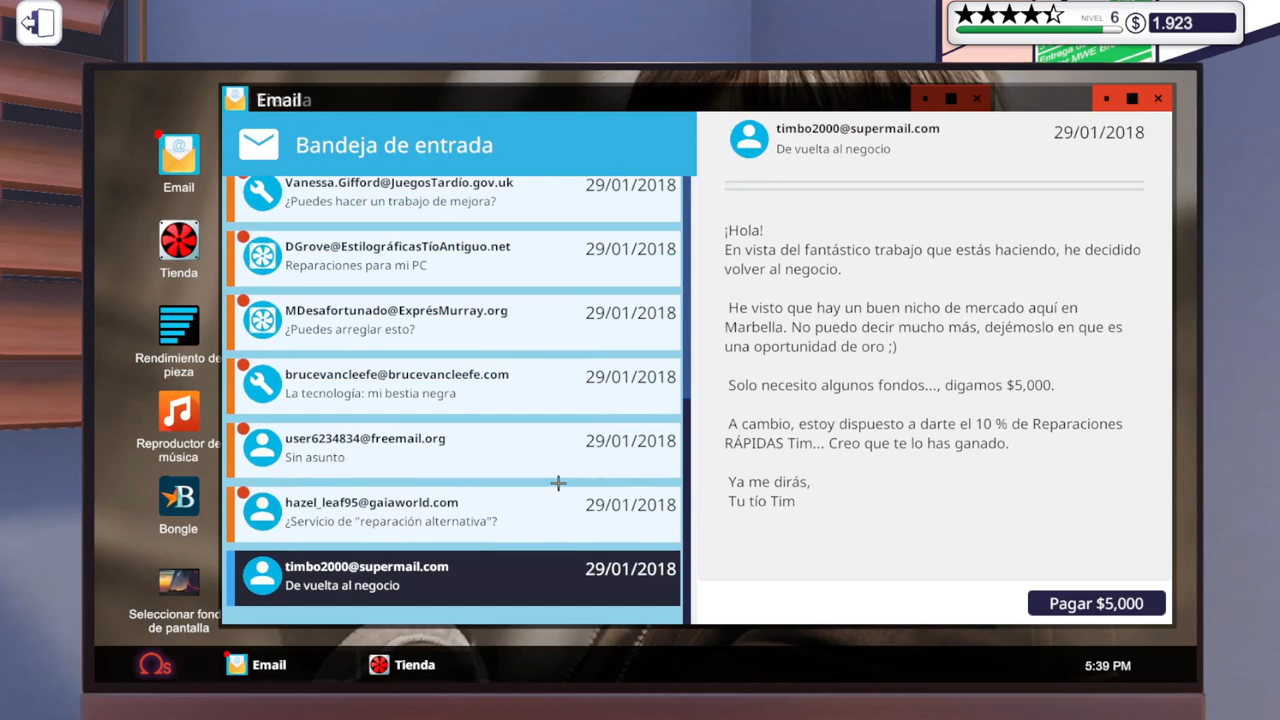 NIVEL 6 $ 1.923
Entrega
Email
Bandeja de entrada
Vanessa.Gifford@JuegosTardío.gov.uk 29/01/2018
¿Puedes hacer un trabajo de mejora?
DGrove@EstilográficasTíoAntiguo.net 29/01/2018
Reparaciones para mi PC
MDesafortunado@ExprésMurray.org 29/01/2018
¿Puedes arreglar esto?
brucevancleefe@brucevancleefe.com 29/01/2018
La tecnología: mi bestia negra
user6234834@freemail.org 29/01/2018
Sin asunto
hazel_leaf95@gaiaworld.com 29/01/2018
¿Servicio de "reparación alternativa"?
timbo2000@supermail.com 29/01/2018
De vuelta al negocio
timbo2000@supermail.com 29/01/2018
De vuelta al negocio
¡Hola!
En vista del fantástico trabajo que estás haciendo, he decidido
volver al negocio.
He visto que hay un buen nicho de mercado aquí en
Marbella. No puedo decir mucho más, dejémoslo en que es
una oportunidad de oro ;)
Solo necesito algunos fondos..., digamos $5,000.
A cambio, estoy dispuesto a darte el 10 % de Reparaciones
RÁPIDAS Tim... Creo que te lo has ganado.
Ya me dirás,
Tu tío Tim
Pagar $5,000
Email
Tienda
Rendimiento de
pieza
Reproductor de
música
B
Bongle
Seleccionar fond
de pantalla
Ωs
Email
Tienda
5:39 PM